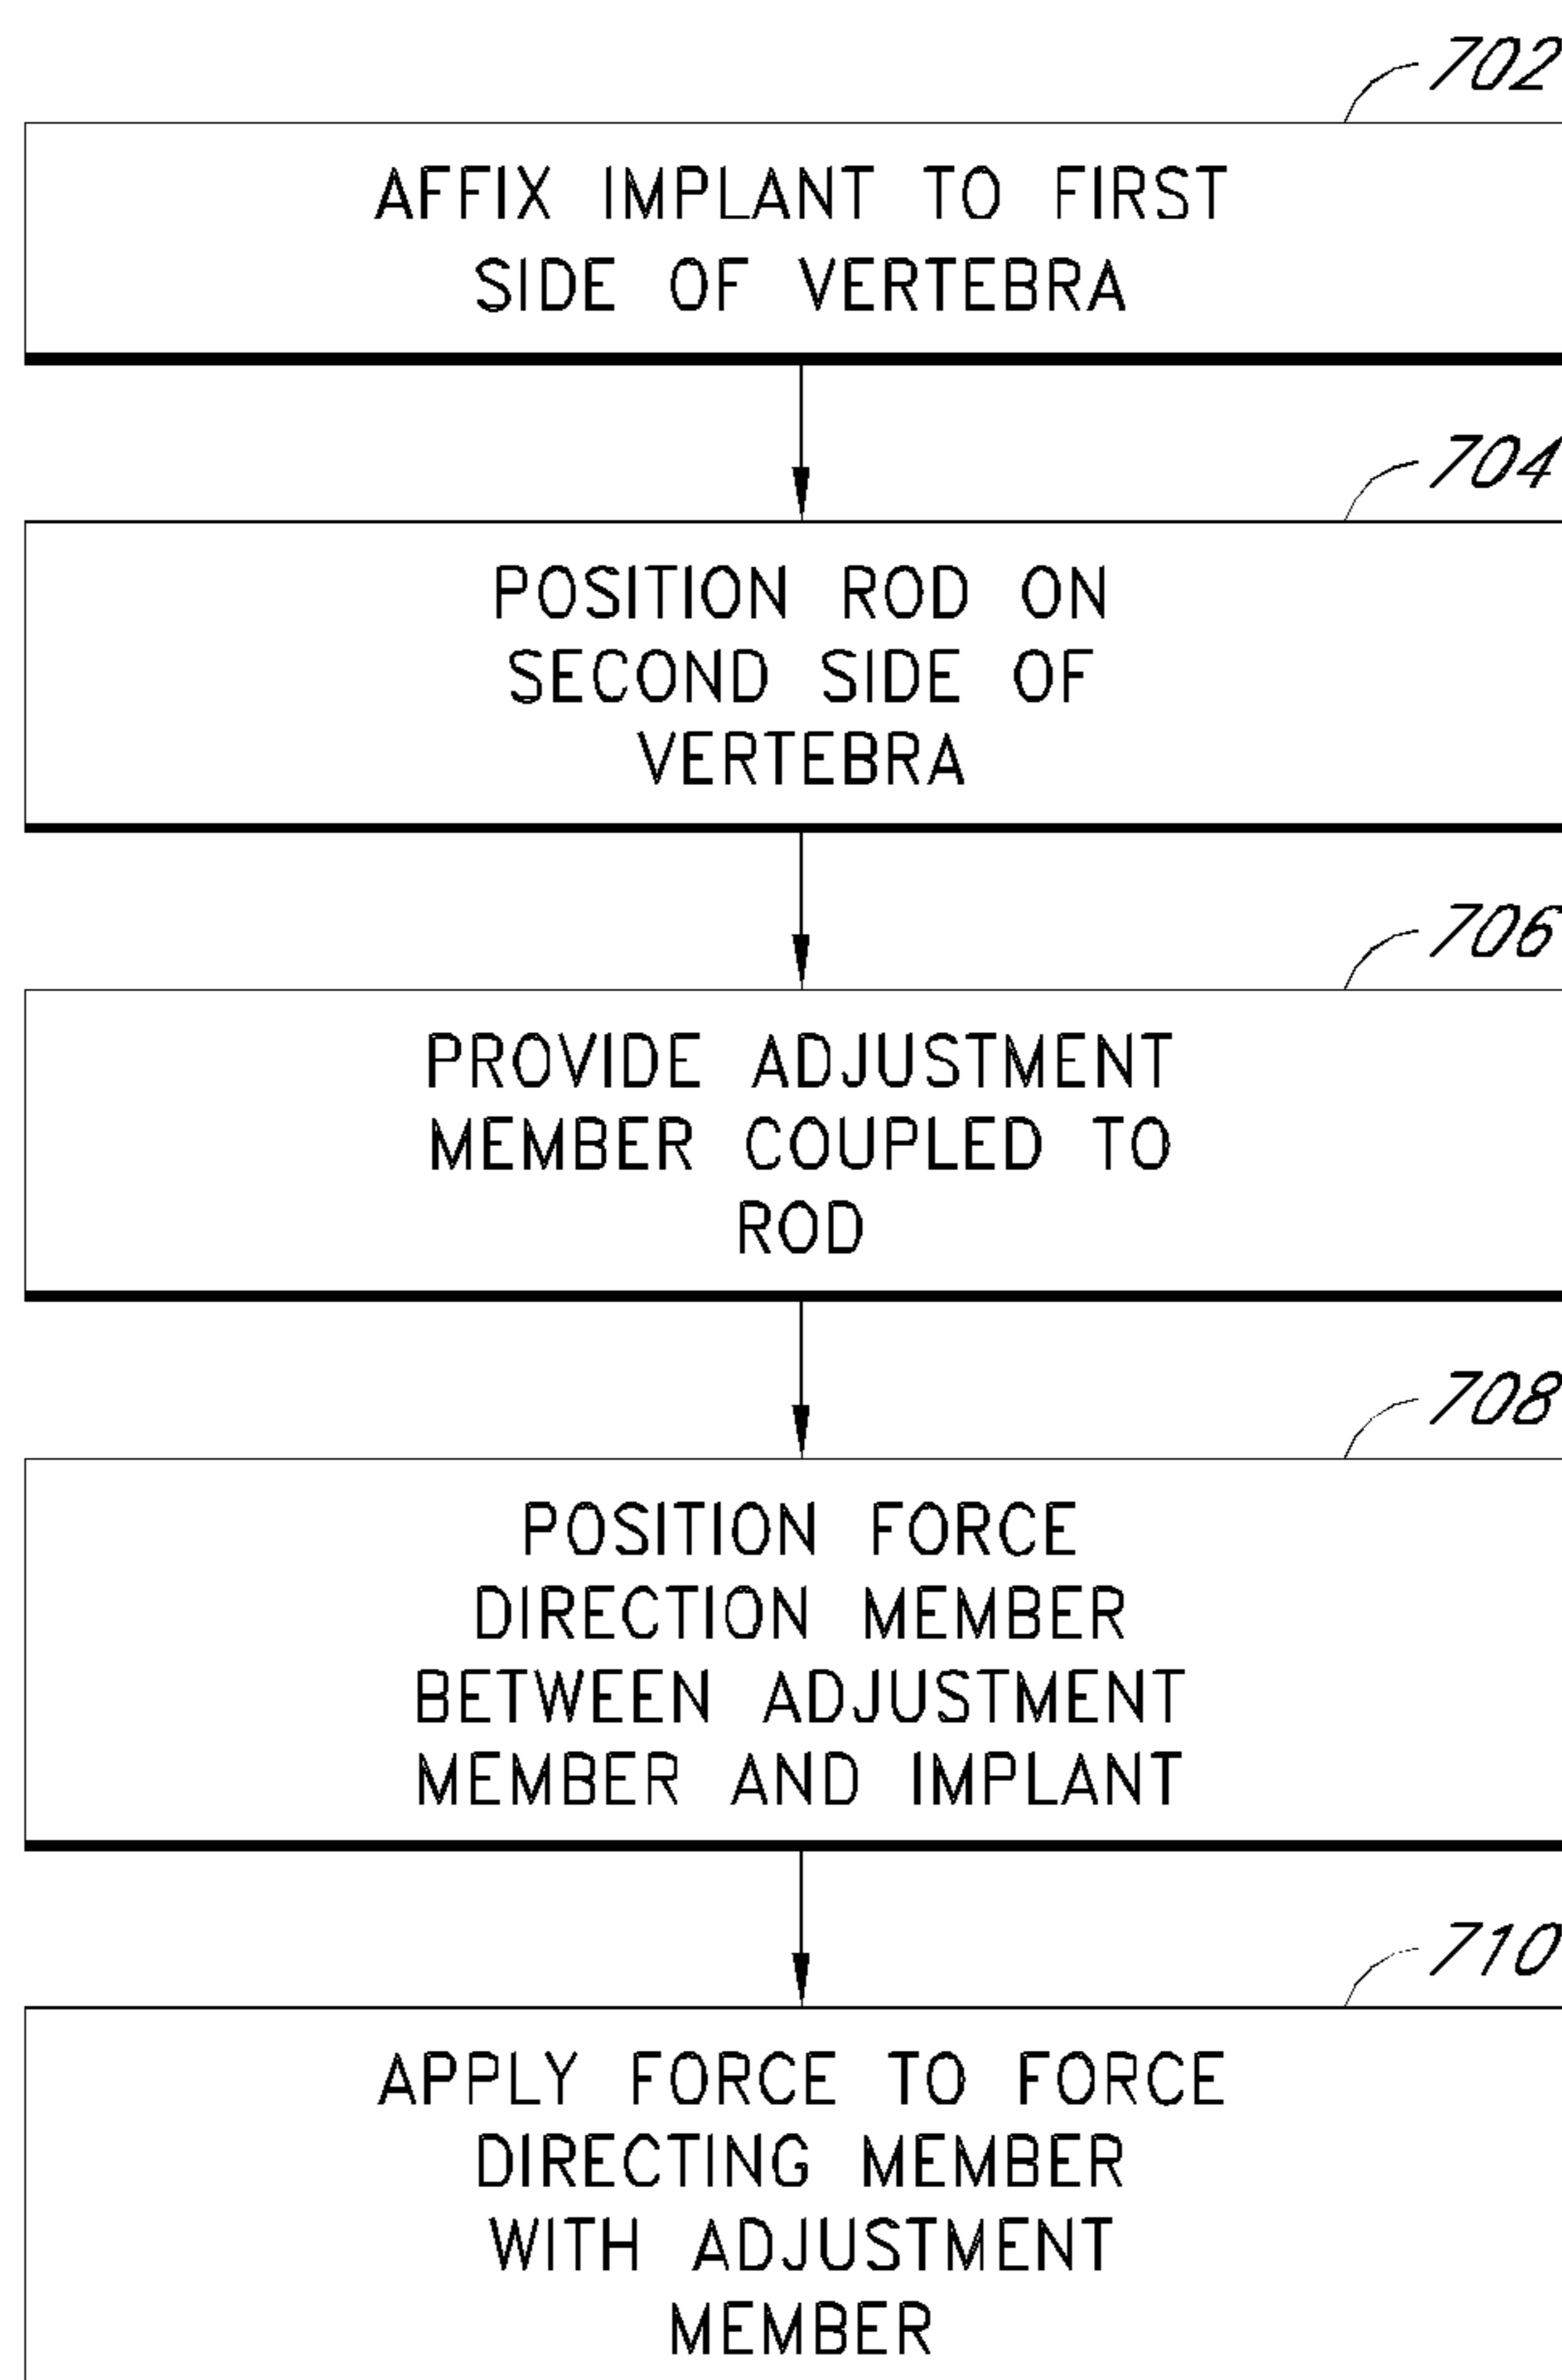 702
AFFIX IMPLANT TO FIRST
SIDE OF VERTEBRA
704
POSITION ROD ON
SECOND SIDE OF
VERTEBRA
706
PROVIDE ADJUSTMENT
MEMBER COUPLED TO
ROD
708
POSITION FORCE
DIRECTION MEMBER
BETWEEN ADJUSTMENT
MEMBER AND IMPLANT
710
APPLY FORCE TO FORCE
DIRECTING MEMBER
WITH ADJUSTMENT
MEMBER